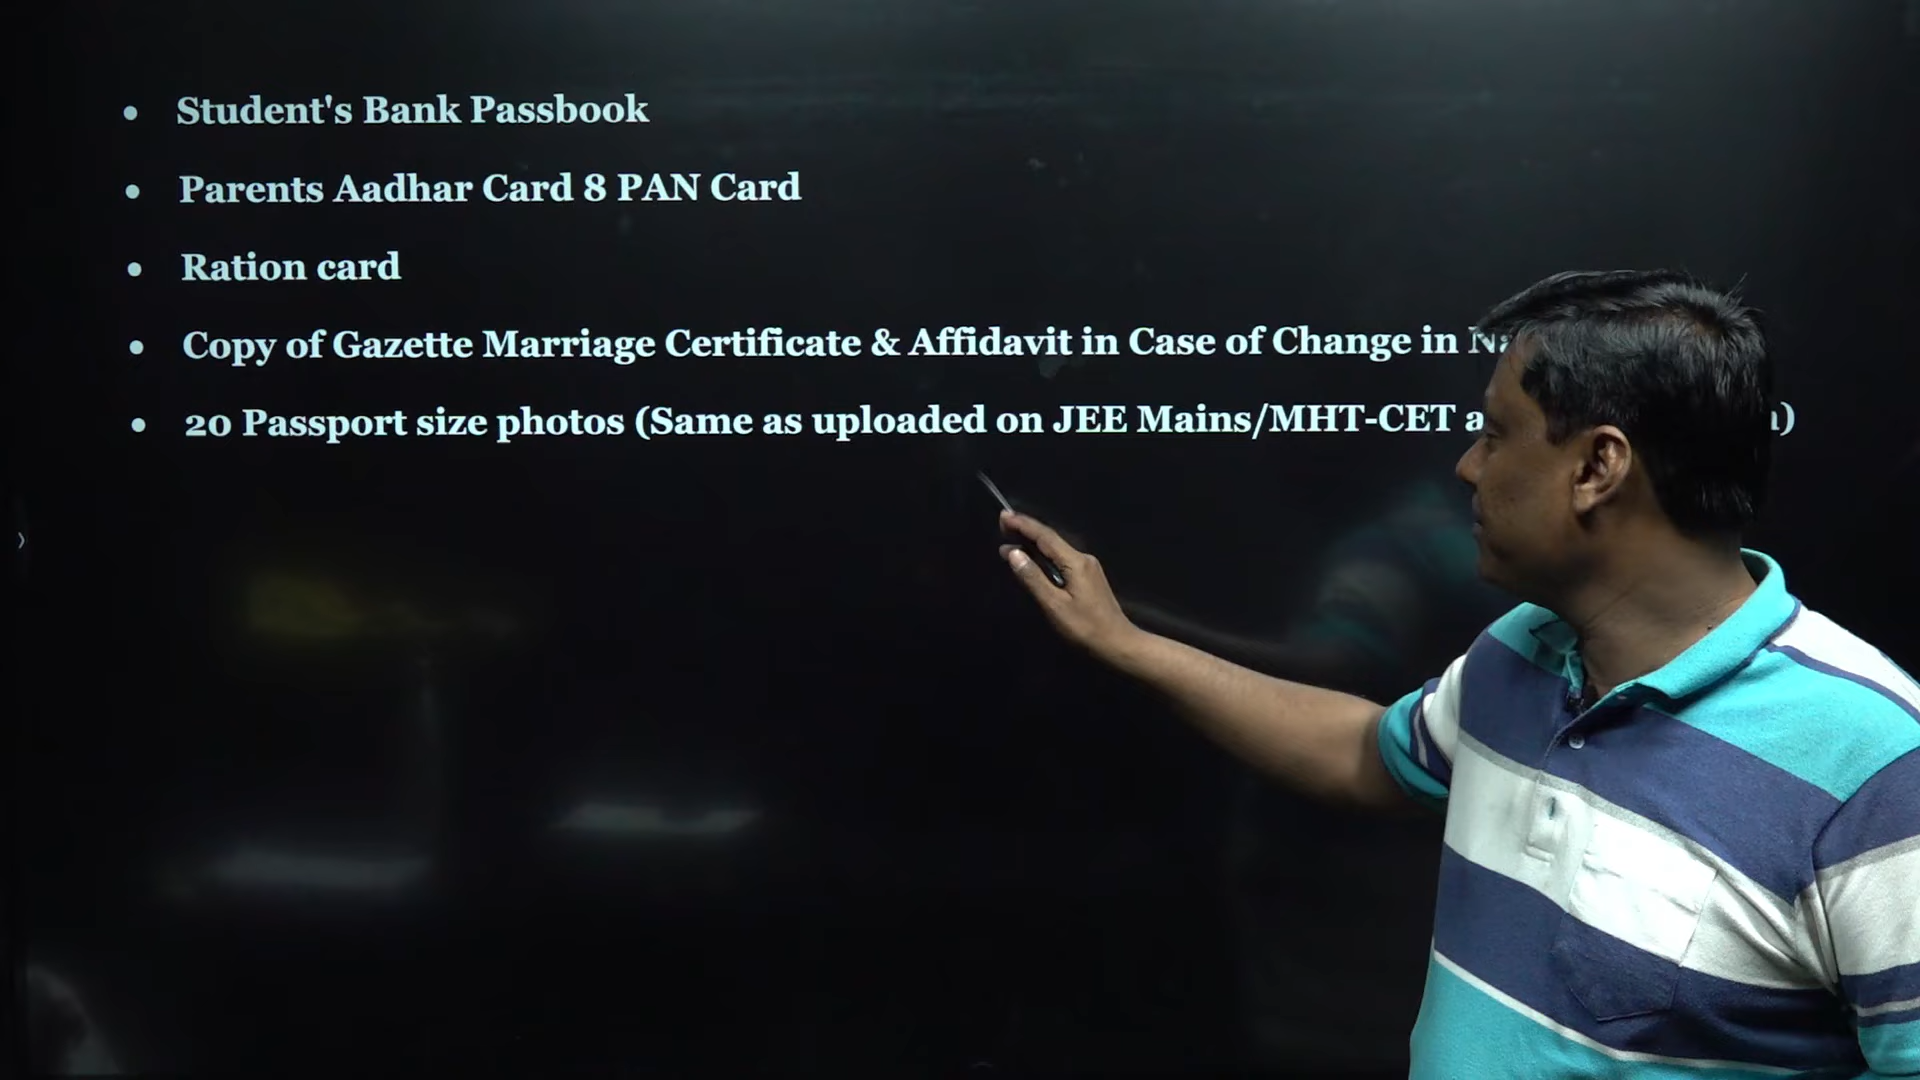 • Student's Bank Passbook
• Parents Aadhar Card 8 PAN Card
• Ration card
• Copy of Gazette Marriage Certificate & Affidavit in Case of Change in
• 20 Passport size photos (Same as uploaded on JEE Mains/MHT-CET